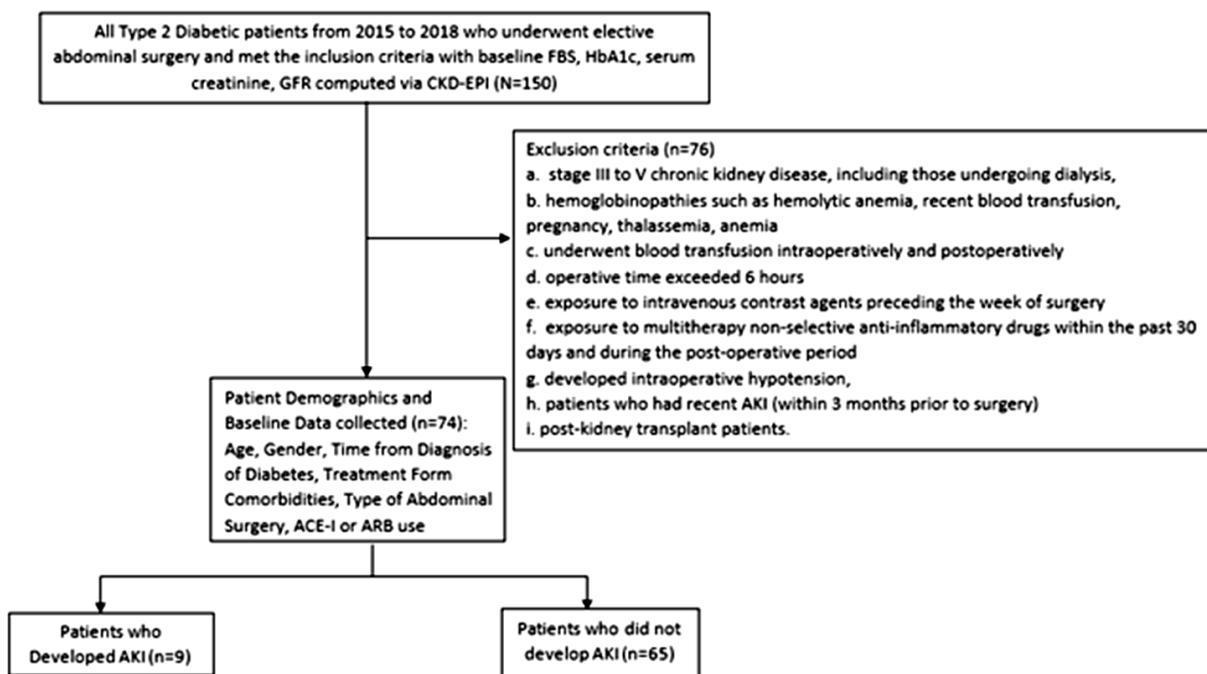 All Type 2 Diabetic patients from 2015 to 2018 who underwent elective
abdominal surgery and met the inclusion criteria with baseline FBS, HbA1c, serum
creatinine, GFR computed via CKD-EPI (N=150)
Exclusion criteria (n=76)
a. stage III to V chronic kidney disease, including those undergoing dialysis,
b. hemoglobinopathies such as hemolytic anemia, recent blood transfusion,
pregnancy, thalassemia, anemia
c. underwent blood transfusion intraoperatively and postoperatively
d. operative time exceeded 6 hours
e. exposure to intravenous contrast agents preceding the week of surgery
f. exposure to multitherapy non-selective anti-inflammatory drugs within the past 30
days and during the post-operative period
g. developed intraoperative hypotension,
h. patients who had recent AKI (within 3 months prior to surgery)
i. post-kidney transplant patients.
Patient Demographics and
Baseline Data collected (n=74):
Age, Gender, Time from Diagnosis
of Diabetes, Treatment Form
Comorbidities, Type of Abdominal
Surgery, ACE-I or ARB use
Patients who
Developed AKI (n=9)
Patients who did not
develop AKI (n=65)